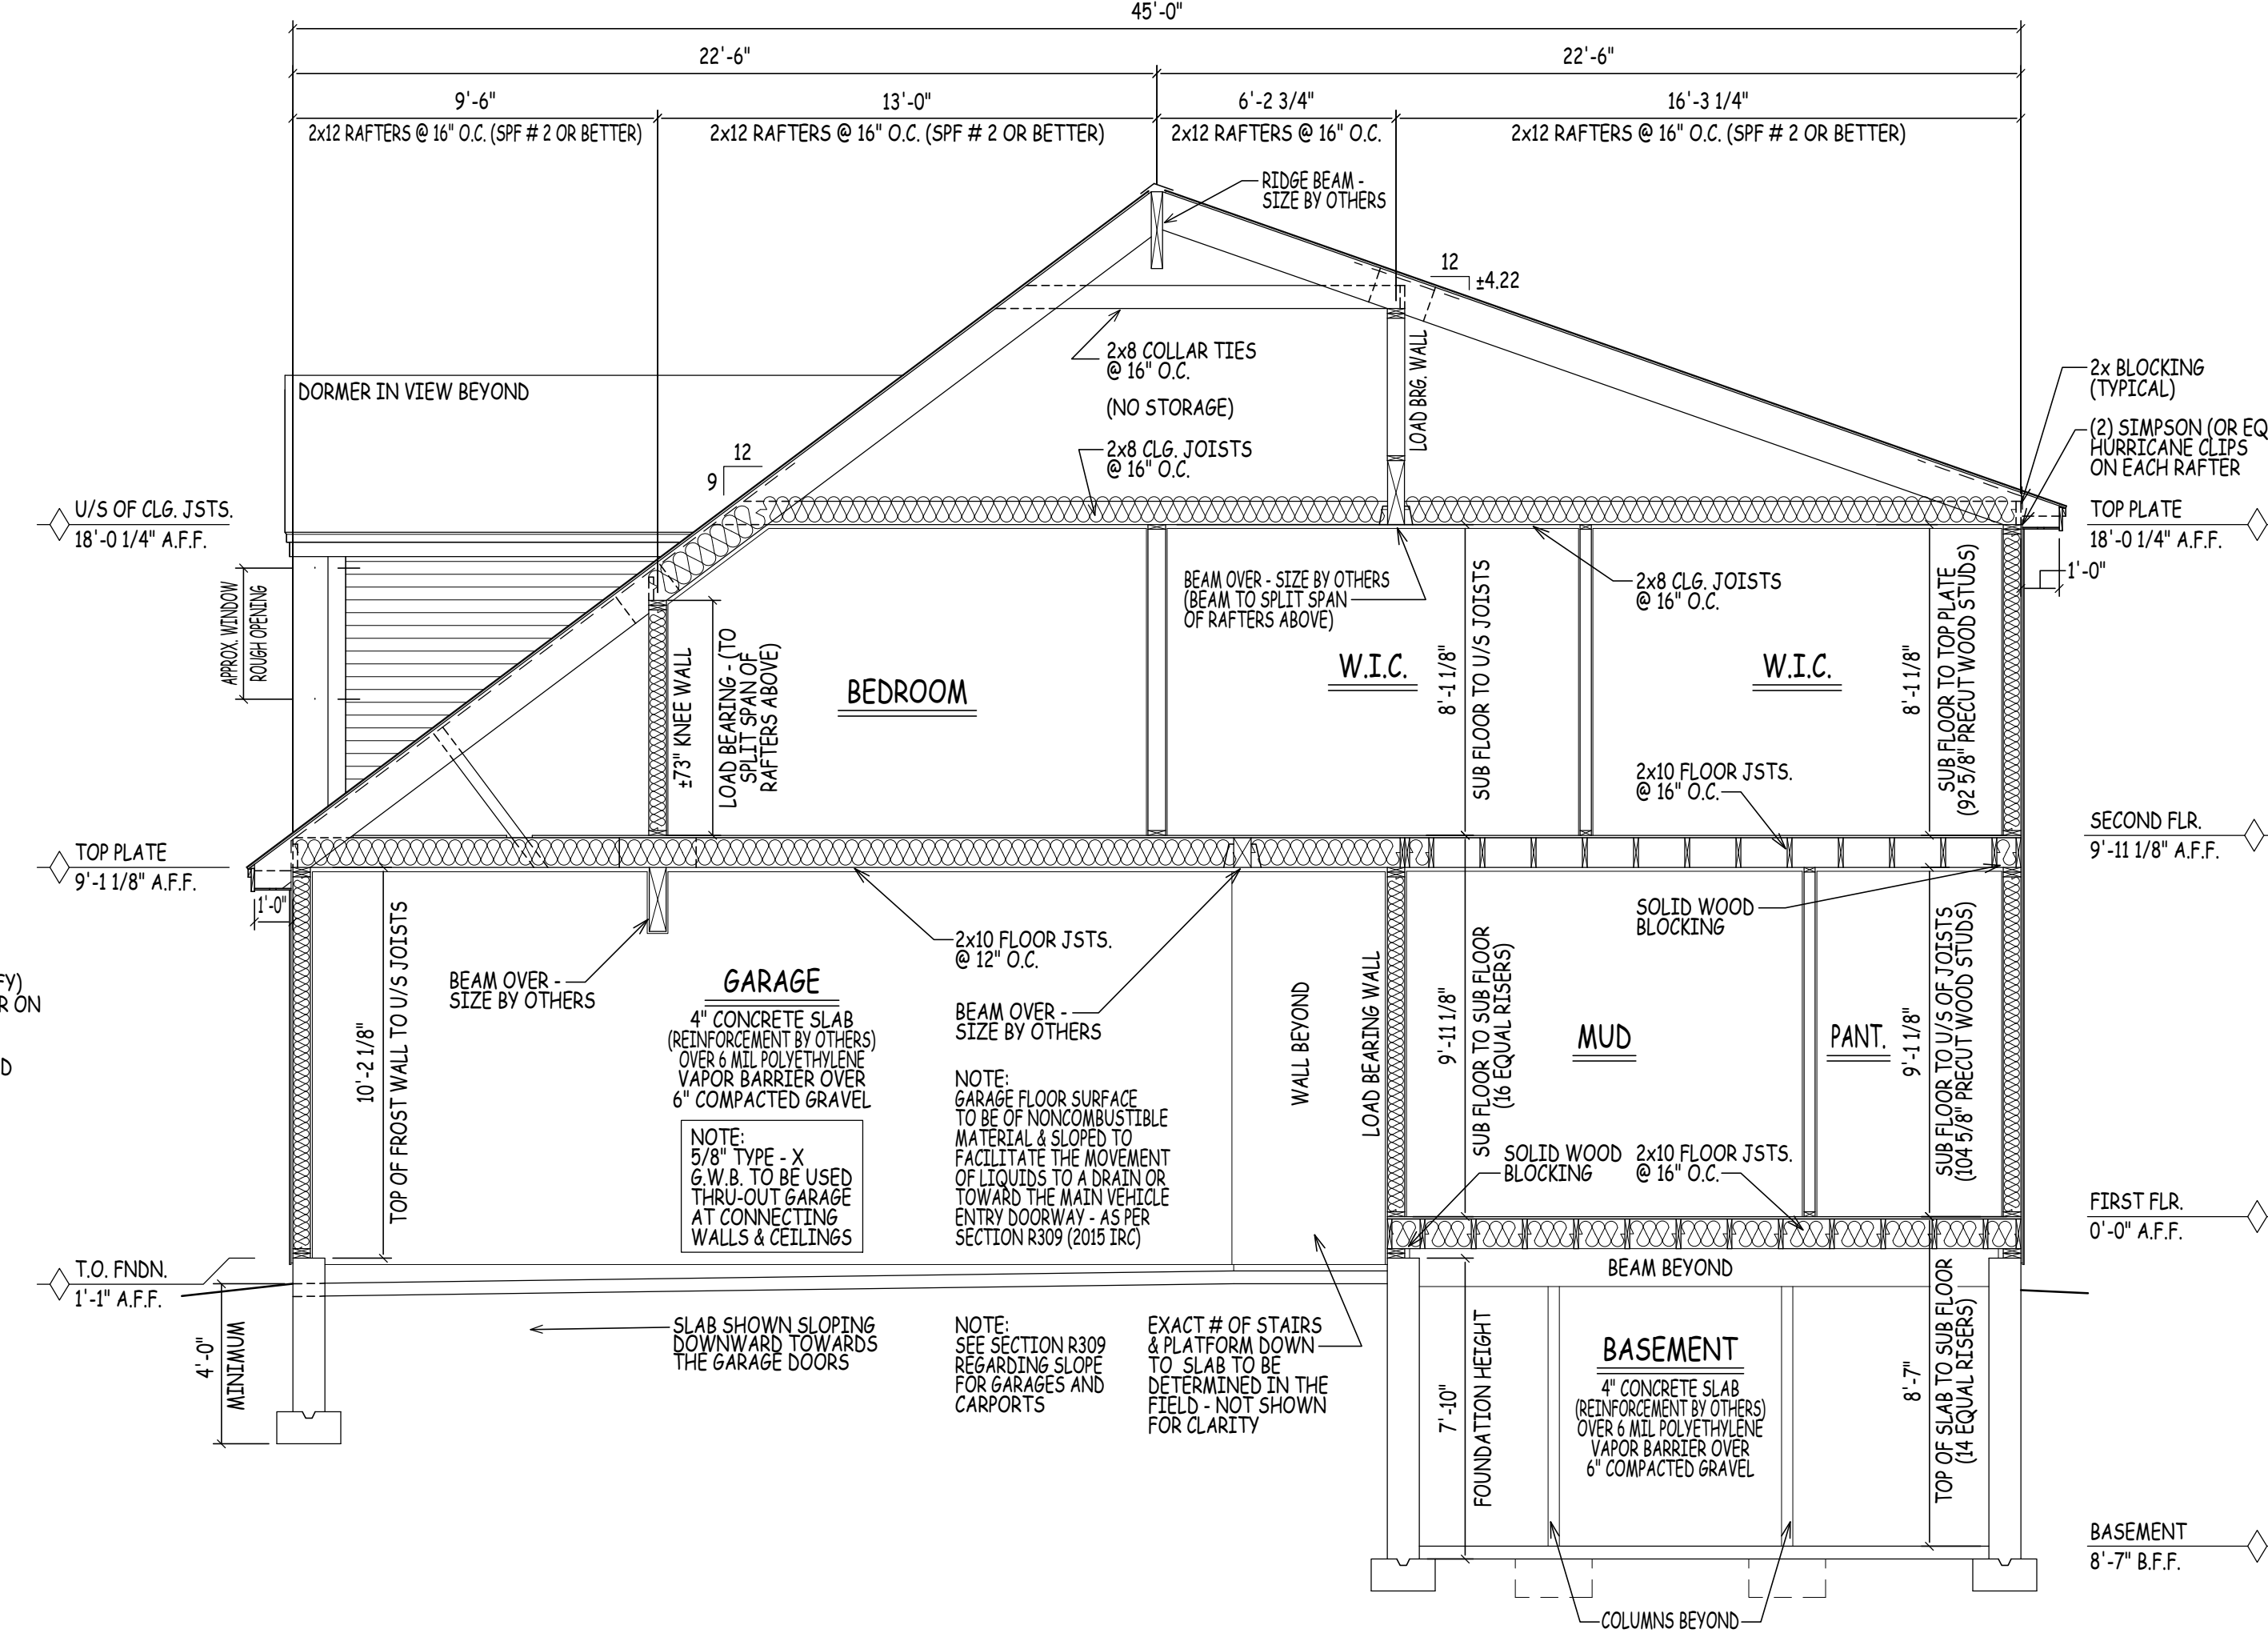 45'-0"
22'-6"
22'-6"
9'-6"
13'-0"
6'-2 3/4"
16'-3 1/4"
2x12 RAFTERS @ 16" O.C. (SPF # 2 OR BETTER)
2x12 RAFTERS @ 16" O.C. (SPF # 2 OR BETTER)
2x12 RAFTERS @ 16" O.C.
2x12 RAFTERS @ 16" O.C. (SPF # 2 OR BETTER)
RIDGE BEAM -
SIZE BY OTHERS
12
±4.22
2x8 COLLAR TIES
@ 16" O.C.
(NO STORAGE)
LOAD BRG. WALL
2x8 CLG. JOISTS
@ 16" O.C.
DORMER IN VIEW BEYOND
12
9
2x BLOCKING
(TYPICAL)
(2) SIMPSON (OR EQ
HURRICANE CLIPS
ON EACH RAFTER
U/S OF CLG. JSTS.
18'-0 1/4" A.F.F.
TOP PLATE
18'-0 1/4" A.F.F.
1'-0"
APPROX. WINDOW
ROUGH OPENING
±73" KNEE WALL
LOAD BEARING - (TO
SPLIT SPAN OF
RAFTERS ABOVE)
BEDROOM
BEAM OVER - SIZE BY OTHERS
(BEAM TO SPLIT SPAN
OF RAFTERS ABOVE)
W.I.C.
8'-1 1/8"
SUB FLOOR TO U/S JOISTS
2x8 CLG. JOISTS
@ 16" O.C.
W.I.C.
8'-1 1/8"
SUB FLOOR TO TOP PLATE
(92 5/8" PRECUT WOOD STUDS)
2x10 FLOOR JSTS.
@ 16" O.C.
SECOND FLR.
9'-11 1/8" A.F.F.
TOP PLATE
9'-1 1/8" A.F.F.
1'-0"
10'-2 1/8"
TOP OF FROST WALL TO U/S JOISTS
BEAM OVER -
SIZE BY OTHERS
2x10 FLOOR JSTS.
@ 12" O.C.
BEAM OVER -
SIZE BY OTHERS
GARAGE
4" CONCRETE SLAB
(REINFORCEMENT BY OTHERS)
OVER 6 MIL POLYETHYLENE
VAPOR BARRIER OVER
6" COMPACTED GRAVEL
NOTE:
5/8" TYPE - X
G.W.B. TO BE USED
THRU-OUT GARAGE
AT CONNECTING
WALLS & CEILINGS
NOTE:
GARAGE FLOOR SURFACE
TO BE OF NONCOMBUSTIBLE
MATERIAL & SLOPED TO
FACILITATE THE MOVEMENT
OF LIQUIDS TO A DRAIN OR
TOWARD THE MAIN VEHICLE
ENTRY DOORWAY - AS PER
SECTION R309 (2015 IRC)
WALL BEYOND
LOAD BEARING WALL
9'-11 1/8"
SUB FLOOR TO SUB FLOOR
(16 EQUAL RISERS)
SOLID WOOD
BLOCKING
MUD
PANT.
9'-1 1/8"
SUB FLOOR TO U/S OF JOISTS
(104 5/8" PRECUT WOOD STUDS)
SOLID WOOD
BLOCKING
2x10 FLOOR JSTS.
@ 16" O.C.
FIRST FLR.
0'-0" A.F.F.
FY)
R ON
D
T.O. FNDN.
1'-1" A.F.F.
4'-0"
MINIMUM
SLAB SHOWN SLOPING
DOWNWARD TOWARDS
THE GARAGE DOORS
NOTE:
SEE SECTION R309
REGARDING SLOPE
FOR GARAGES AND
CARPORTS
EXACT # OF STAIRS
& PLATFORM DOWN
TO SLAB TO BE
DETERMINED IN THE
FIELD - NOT SHOWN
FOR CLARITY
BEAM BEYOND
7'-10"
FOUNDATION HEIGHT
BASEMENT
4" CONCRETE SLAB
(REINFORCEMENT BY OTHERS)
OVER 6 MIL POLYETHYLENE
VAPOR BARRIER OVER
6" COMPACTED GRAVEL
8'-7"
TOP OF SLAB TO SUB FLOOR
(14 EQUAL RISERS)
BASEMENT
8'-7" B.F.F.
COLUMNS BEYOND